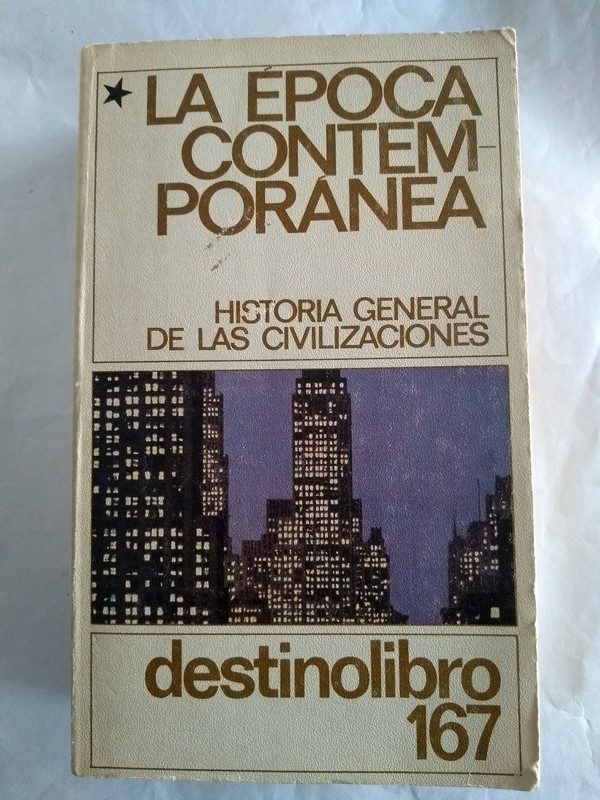 LA ÉPOCA
CONTEM-
PORÁNEA
HISTORIA GENERAL
DE LAS CIVILIZACIONES
destinolibro
167